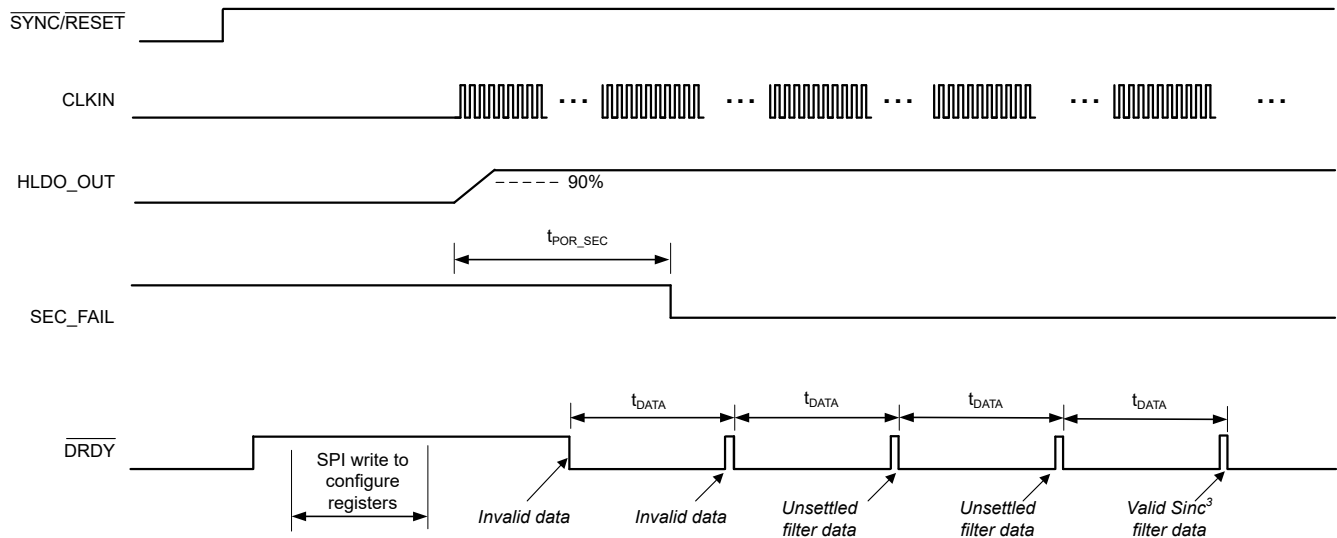 SYNC/RESET
CLKIN
... ... ... ... ...
HLDO_OUT
90%
tPOR_SEC
SEC_FAIL
tDATA tDATA tDATA tDATA
DRDY
SPI write to
configure
registers
Invalid data
Invalid data
Unsettled
filter data
Unsettled
filter data
Valid Sinc³
filter data